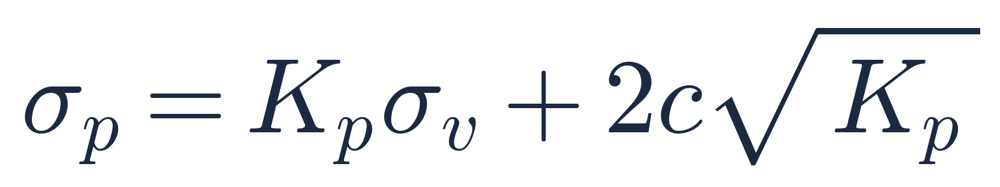 σ_p = K_p σ_v + 2c√K_p